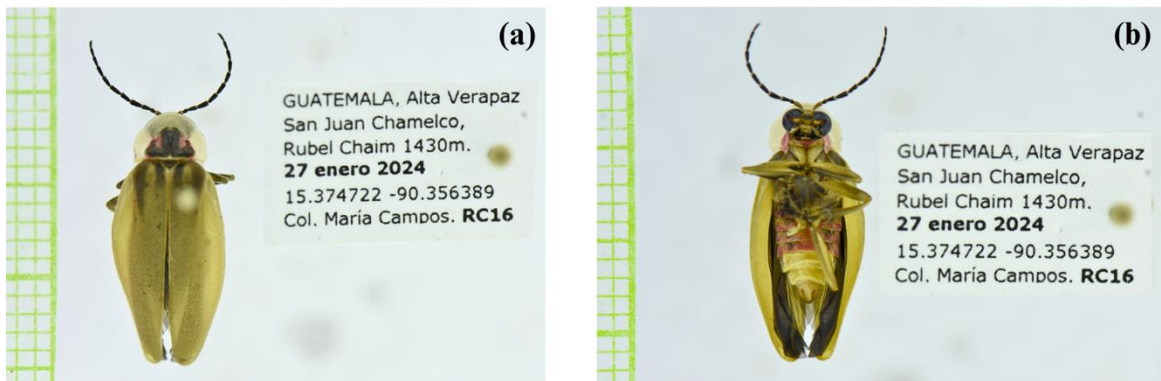 (a)
GUATEMALA, Alta Verapaz
San Juan Chamelco,
Rubel Chaim 1430m.
27 enero 2024
15.374722 -90.356389
Col. María Campos. RC16
(b)
GUATEMALA, Alta Verapaz
San Juan Chamelco,
Rubel Chaim 1430m.
27 enero 2024
15.374722 -90.356389
Col. María Campos. RC16